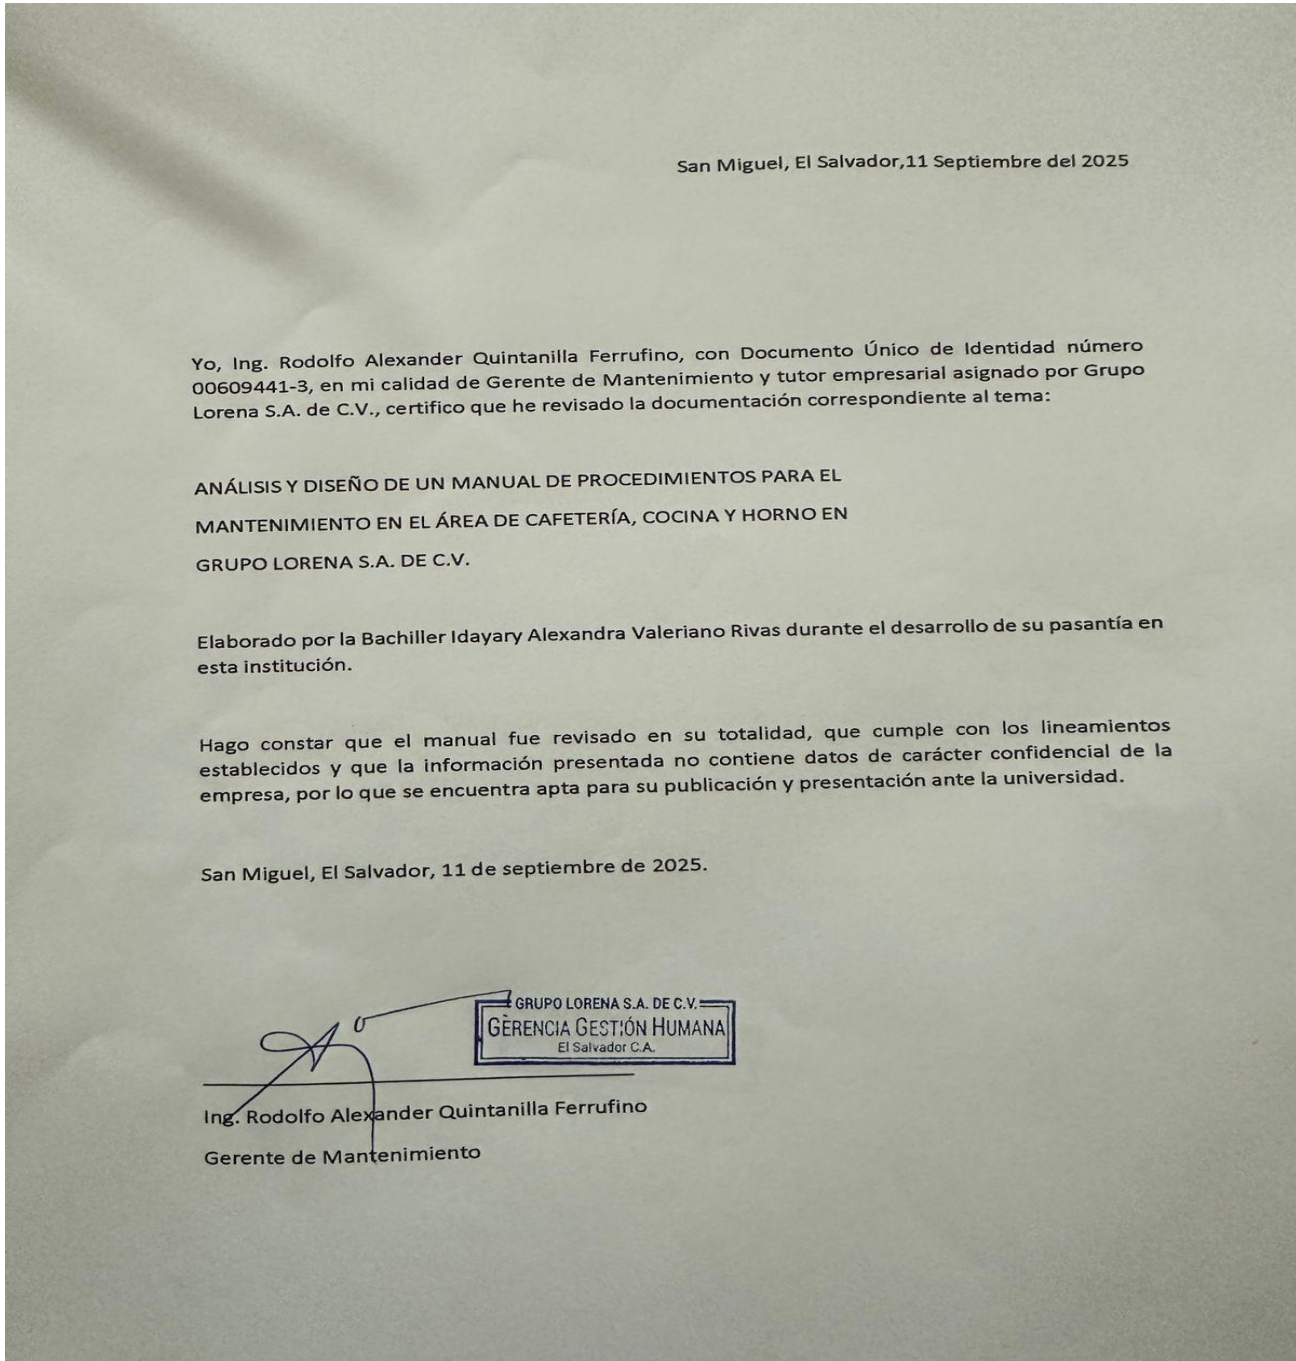 San Miguel, El Salvador,11 Septiembre del 2025
Yo, Ing. Rodolfo Alexander Quintanilla Ferrufino, con Documento Único de Identidad número
00609441-3, en mi calidad de Gerente de Mantenimiento y tutor empresarial asignado por Grupo
Lorena S.A. de C.V., certifico que he revisado la documentación correspondiente al tema:
ANÁLISIS Y DISEÑO DE UN MANUAL DE PROCEDIMIENTOS PARA EL
MANTENIMIENTO EN EL ÁREA DE CAFETERÍA, COCINA Y HORNO EN
GRUPO LORENA S.A. DE C.V.
Elaborado por la Bachiller Idayary Alexandra Valeriano Rivas durante el desarrollo de su pasantía en
esta institución.
Hago constar que el manual fue revisado en su totalidad, que cumple con los lineamientos
establecidos y que la información presentada no contiene datos de carácter confidencial de la
empresa, por lo que se encuentra apta para su publicación y presentación ante la universidad.
San Miguel, El Salvador, 11 de septiembre de 2025.
GRUPO LORENA S.A. DE C.V.
GERENCIA GESTIÓN HUMANA
El Salvador C.A.
Ing. Rodolfo Alexander Quintanilla Ferrufino
Gerente de Mantenimiento